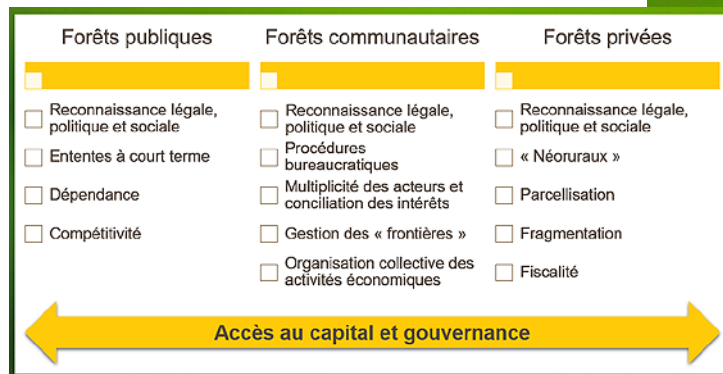 Forêts publiques
Reconnaissance légale,
politique et sociale
Ententes à court terme
Dépendance
Compétitivité
Forêts communautaires
Reconnaissance légale,
politique et sociale
Procédures
bureaucratiques
Multiplicité des acteurs et
conciliation des intérêts
Gestion des « frontières »
Organisation collective des
activités économiques
Forêts privées
Reconnaissance légale,
politique et sociale
« Néoruraux »
Parcellisation
Fragmentation
Fiscalité
Accès au capital et gouvernance